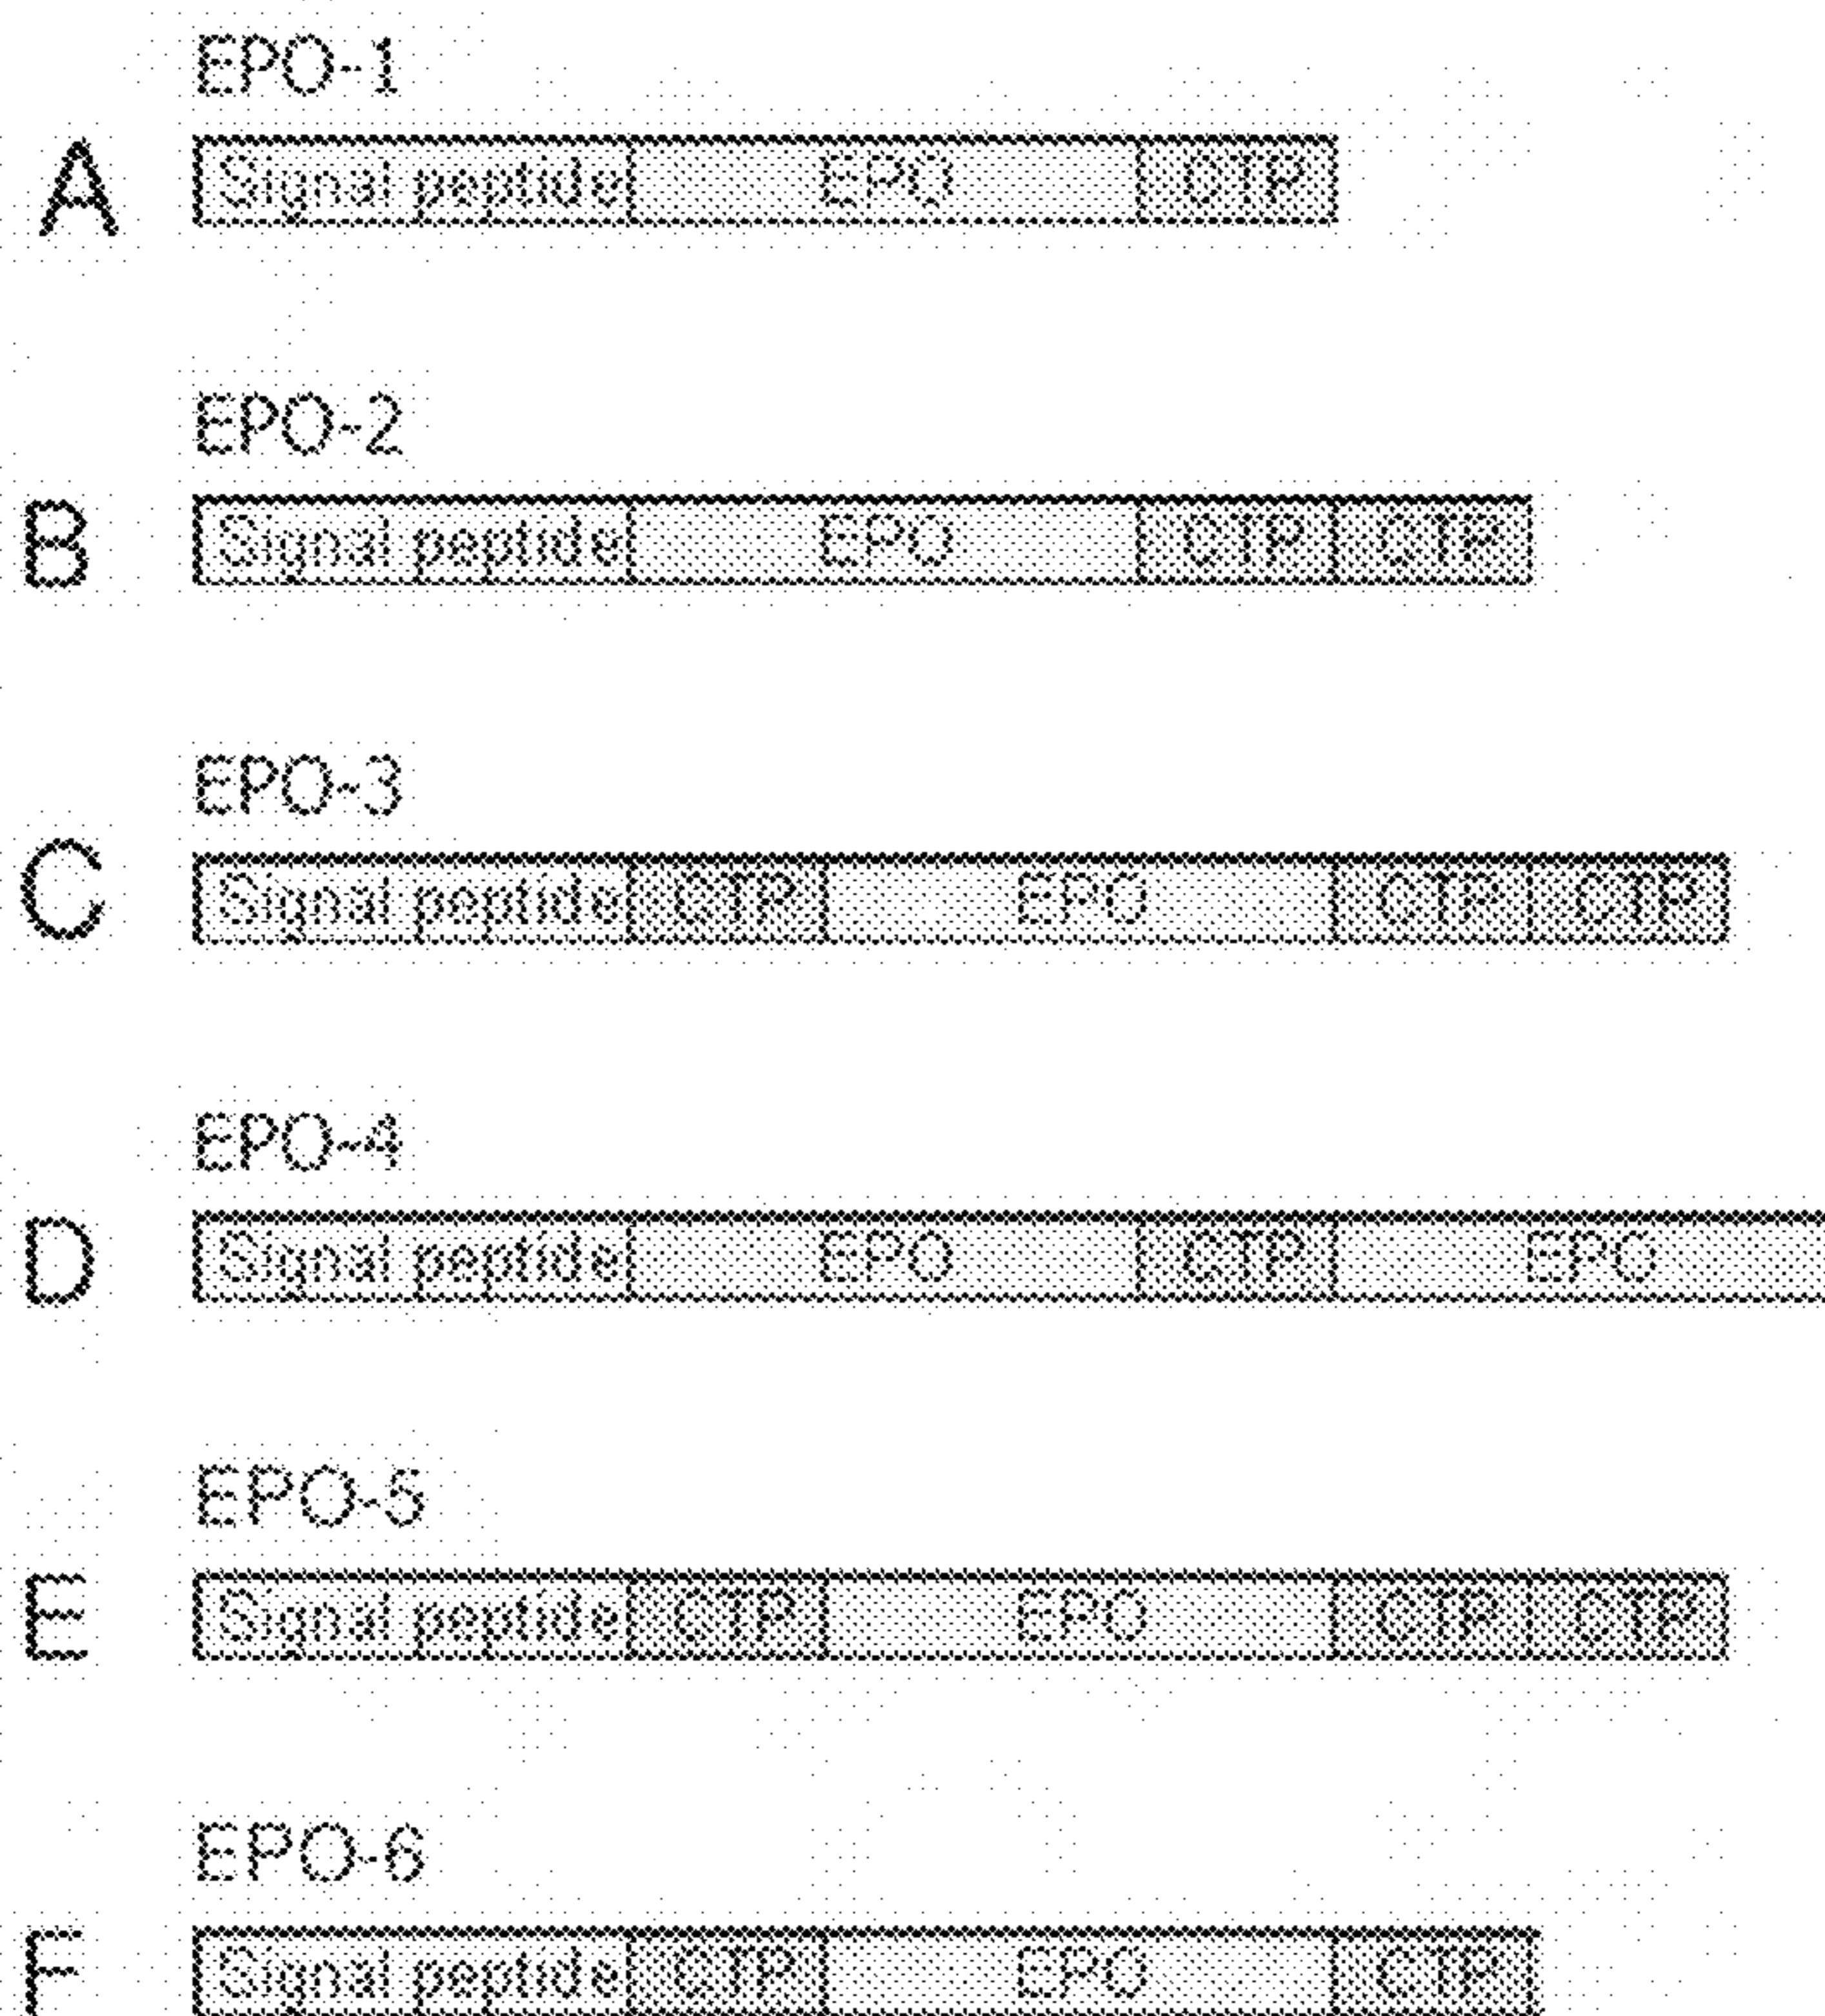 EPO-1
A Signal peptide EPO CTP
EPO-2
B Signal peptide EPO CTP CTP
EPO-3
C Signal peptide CTP EPO CTP CTP
EPO-4
D Signal peptide EPO CTP EPO
EPO-5
E Signal peptide CTP EPO CTP CTP
EPO-6
F Signal peptide CTP EPO CTP